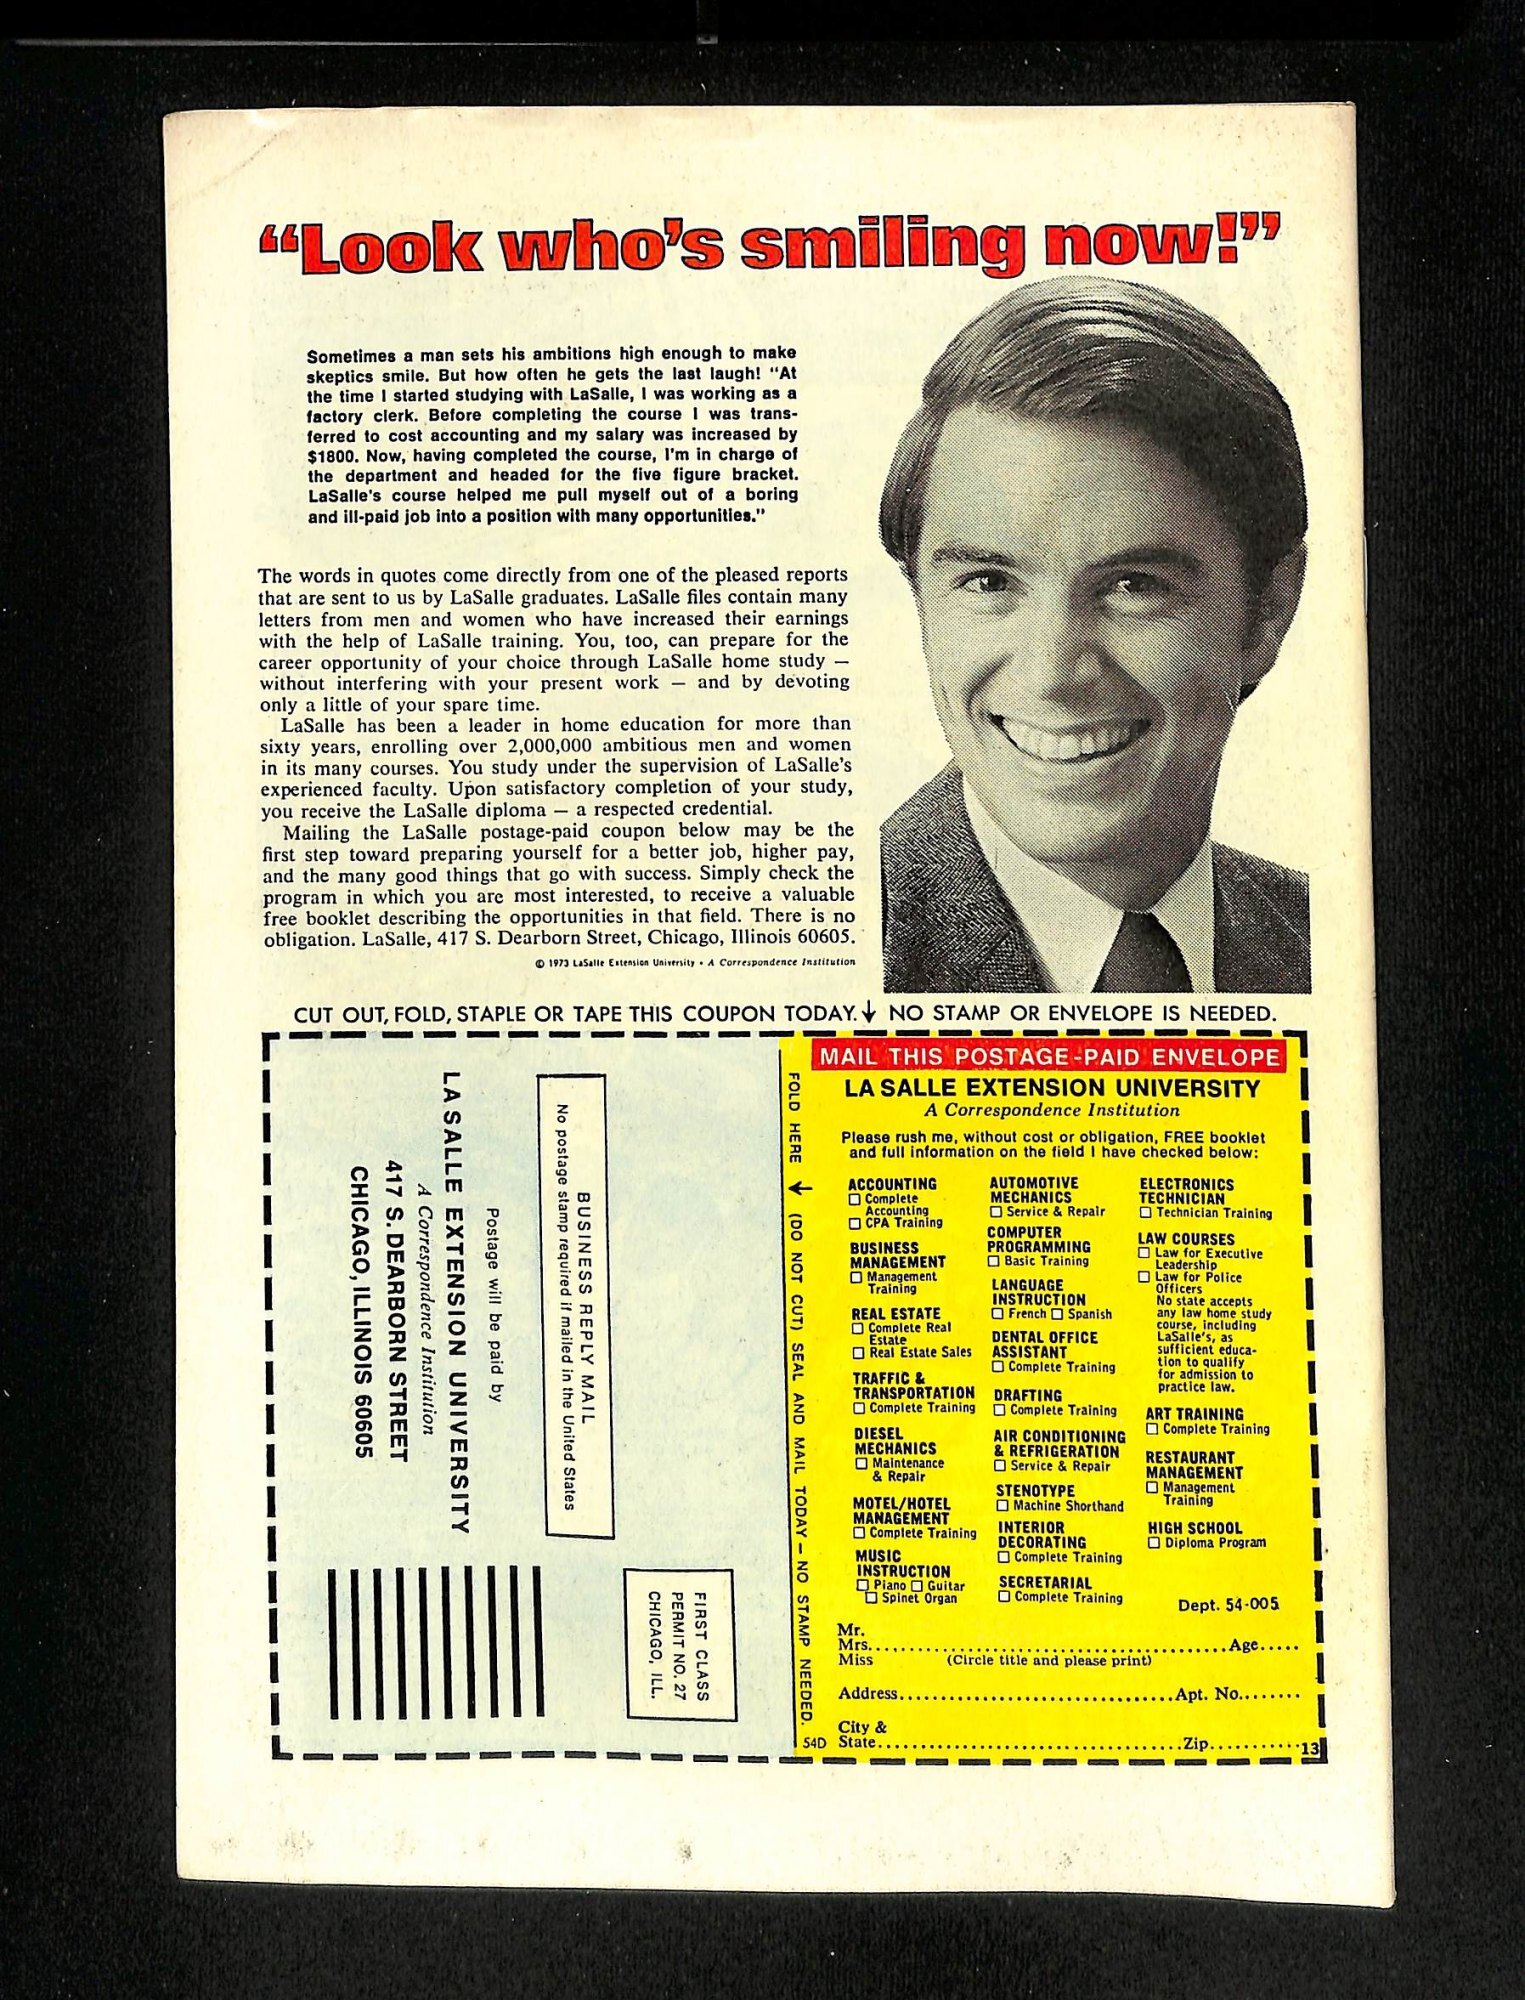 “Look who’s smiling now!”
Sometimes a man sets his ambitions high enough to make
skeptics smile. But how often he gets the last laugh! “At
the time I started studying with LaSalle, I was working as a
factory clerk. Before completing the course I was trans-
ferred to cost accounting and my salary was increased by
$1800. Now, having completed the course, I’m in charge of
the department and headed for the five figure bracket.
LaSalle’s course helped me pull myself out of a boring
and ill-paid job into a position with many opportunities.”
The words in quotes come directly from one of the pleased reports
that are sent to us by LaSalle graduates. LaSalle files contain many
letters from men and women who have increased their earnings
with the help of LaSalle training. You, too, can prepare for the
career opportunity of your choice through LaSalle home study —
without interfering with your present work — and by devoting
only a little of your spare time.
LaSalle has been a leader in home education for more than
sixty years, enrolling over 2,000,000 ambitious men and women
in its many courses. You study under the supervision of LaSalle’s
experienced faculty. Upon satisfactory completion of your study,
you receive the LaSalle diploma — a respected credential.
Mailing the LaSalle postage-paid coupon below may be the
first step toward preparing yourself for a better job, higher pay,
and the many good things that go with success. Simply check the
program in which you are most interested, to receive a valuable
free booklet describing the opportunities in that field. There is no
obligation. LaSalle, 417 S. Dearborn Street, Chicago, Illinois 60605.
© 1973 LaSalle Extension University • A Correspondence Institution
CUT OUT, FOLD, STAPLE OR TAPE THIS COUPON TODAY. ↓ NO STAMP OR ENVELOPE IS NEEDED.
FIRST CLASS
PERMIT NO. 27
CHICAGO, ILL.
BUSINESS REPLY MAIL
No postage stamp required if mailed in the United States
Postage will be paid by
LA SALLE EXTENSION UNIVERSITY
A Correspondence Institution
417 S. DEARBORN STREET
CHICAGO, ILLINOIS 60605
FOLD HERE ↓ (DO NOT CUT) SEAL AND MAIL TODAY — NO STAMP NEEDED.
MAIL THIS POSTAGE-PAID ENVELOPE
LA SALLE EXTENSION UNIVERSITY
A Correspondence Institution
Please rush me, without cost or obligation, FREE booklet
and full information on the field I have checked below:
ACCOUNTING
☐ Complete
Accounting
☐ CPA Training
BUSINESS
MANAGEMENT
☐ Management
Training
REAL ESTATE
☐ Complete Real
Estate
☐ Real Estate Sales
TRAFFIC &
TRANSPORTATION
☐ Complete Training
DIESEL
MECHANICS
☐ Maintenance
& Repair
MOTEL/HOTEL
MANAGEMENT
☐ Complete Training
MUSIC
INSTRUCTION
☐ Piano ☐ Guitar
☐ Spinet Organ
AUTOMOTIVE
MECHANICS
☐ Service & Repair
COMPUTER
PROGRAMMING
☐ Basic Training
LANGUAGE
INSTRUCTION
☐ French ☐ Spanish
DENTAL OFFICE
ASSISTANT
☐ Complete Training
DRAFTING
☐ Complete Training
AIR CONDITIONING
& REFRIGERATION
☐ Service & Repair
STENOTYPE
☐ Machine Shorthand
INTERIOR
DECORATING
☐ Complete Training
SECRETARIAL
☐ Complete Training
ELECTRONICS
TECHNICIAN
☐ Technician Training
LAW COURSES
☐ Law for Executive
Leadership
☐ Law for Police
Officers
No state accepts
any law home study
course, including
LaSalle’s, as
sufficient educa-
tion to qualify
for admission to
practice law.
ART TRAINING
☐ Complete Training
RESTAURANT
MANAGEMENT
☐ Management
Training
HIGH SCHOOL
☐ Diploma Program
Dept. 54-005
Mr.
Mrs. Age
Miss (Circle title and please print)
Address Apt. No.
City &
54D State Zip 13